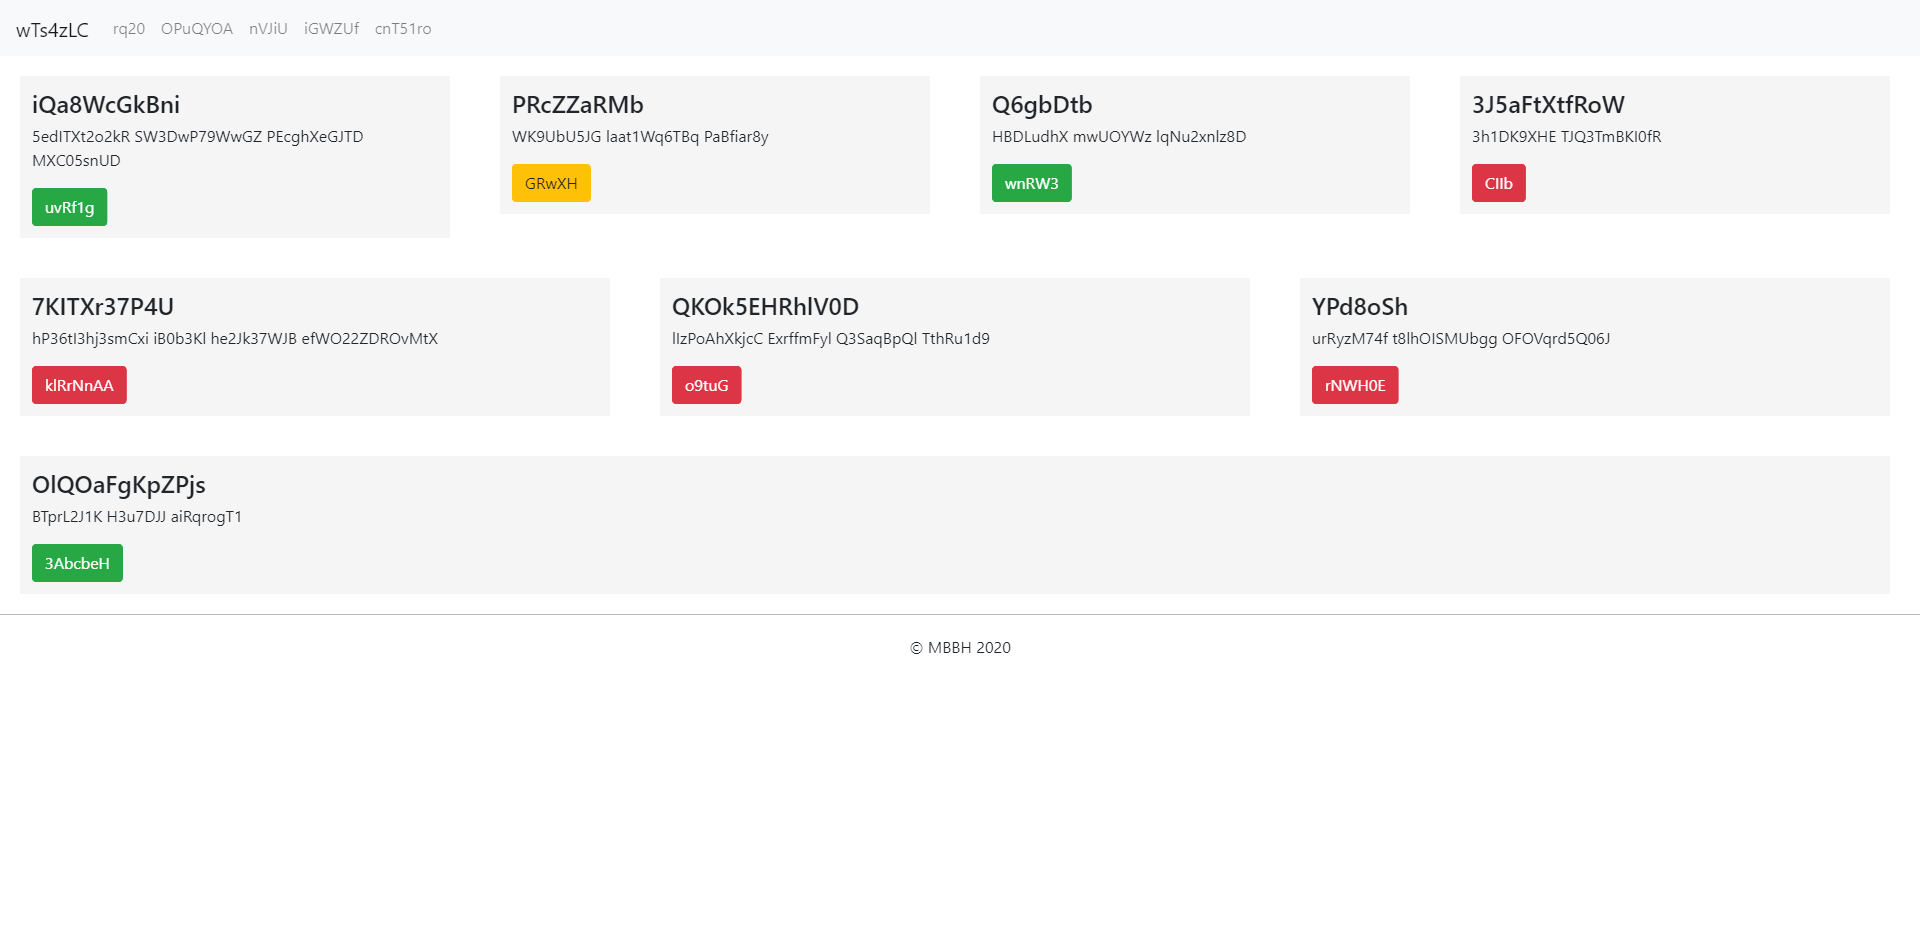 wTs4zLC rq20 OPuQYOA nVJiU iGWZUf cnT51ro
iQa8WcGkBni
5edITXt2o2kR SW3DwP79WwGZ PEcghXeGJTD
MXC05snUD
uvRf1g
PRcZZaRMb
WK9UbU5JG laat1Wq6TBq PaBfiar8y
GRwXH
Q6gbDtb
HBDLudhX mwUOYWz lqNu2xnlz8D
wnRW3
3J5aFtXtfRoW
3h1DK9XHE TJQ3TmBKI0fR
CIIb
7KITXr37P4U
hP36tI3hj3smCxi iB0b3Kl he2Jk37WJB efWO22ZDROvMtX
klRrNnAA
QKOk5EHRhlV0D
lIzPoAhXkjcC ExrffmFyl Q3SaqBpQl TthRu1d9
o9tuG
YPd8oSh
urRyzM74f t8lhOISMUbgg OFOVqrd5Q06J
rNWH0E
OlQOaFgKpZPjs
BTprL2J1K H3u7DJJ aiRqrogT1
3AbcbeH
© MBBH 2020